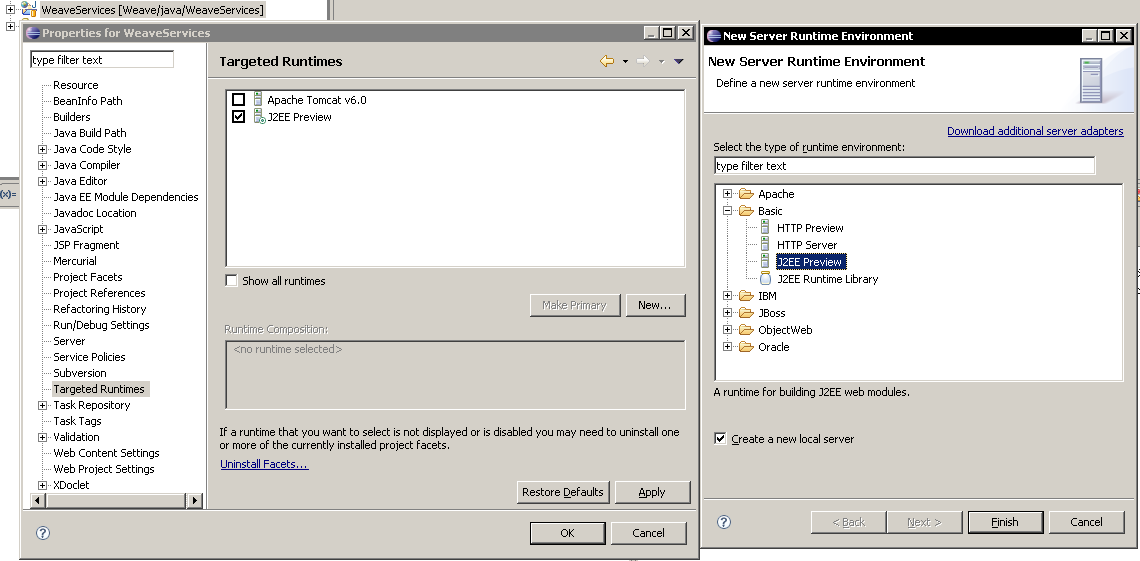 WeaveServices [Weave/java/WeaveServices]
Properties for WeaveServices
type filter text
Resource
BeanInfo Path
Builders
Java Build Path
Java Code Style
Java Compiler
Java Editor
Java EE Module Dependencies
Javadoc Location
JavaScript
JSP Fragment
Mercurial
Project Facets
Project References
Refactoring History
Run/Debug Settings
Server
Service Policies
Subversion
Targeted Runtimes
Task Repository
Task Tags
Validation
Web Content Settings
Web Project Settings
XDoclet
Targeted Runtimes
Apache Tomcat v6.0
J2EE Preview
Show all runtimes
Make Primary
New...
Runtime Composition:
<no runtime selected>
If a runtime that you want to select is not displayed or is disabled you may need to uninstall one
or more of the currently installed project facets.
Uninstall Facets...
Restore Defaults
Apply
OK
Cancel
New Server Runtime Environment
New Server Runtime Environment
Define a new server runtime environment
Download additional server adapters
Select the type of runtime environment:
type filter text
Apache
Basic
HTTP Preview
HTTP Server
J2EE Preview
J2EE Runtime Library
IBM
JBoss
ObjectWeb
Oracle
A runtime for building J2EE web modules.
Create a new local server
< Back
Next >
Finish
Cancel
(x)=